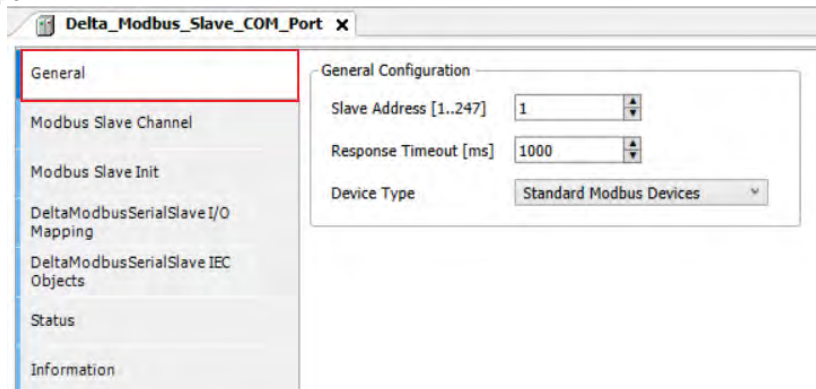 Delta_Modbus_Slave_COM_Port x
General
Modbus Slave Channel
Modbus Slave Init
DeltaModbusSerialSlave I/O
Mapping
DeltaModbusSerialSlave IEC
Objects
Status
Information
General Configuration
Slave Address [1..247] 1
Response Timeout [ms] 1000
Device Type Standard Modbus Devices